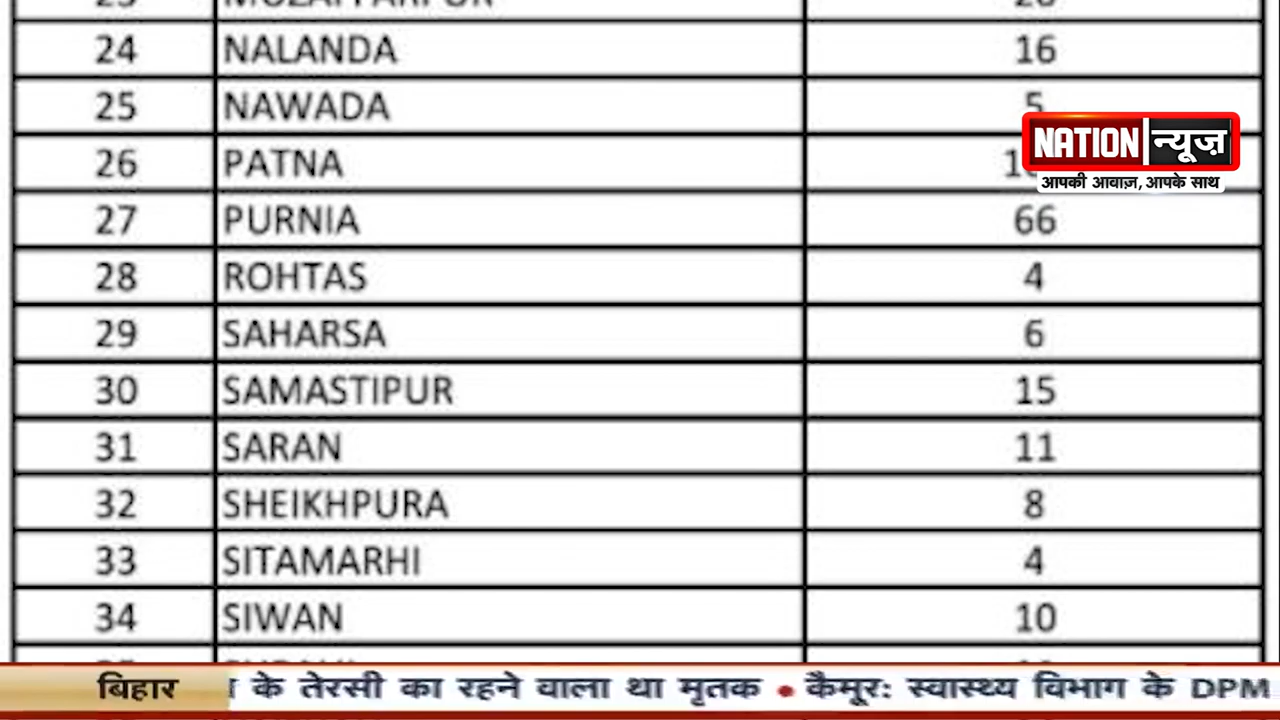 24 NALANDA 16
25 NAWADA 5
26 PATNA
27 PURNIA 66
28 ROHTAS 4
29 SAHARSA 6
30 SAMASTIPUR 15
31 SARAN 11
32 SHEIKHPURA 8
33 SITAMARHI 4
34 SIWAN 10
NATION न्यूज़
आपकी आवाज़, आपके साथ
बिहार के तेरसी का रहने वाला था मृतक • कैमूर: स्वास्थ्य विभाग के DPM